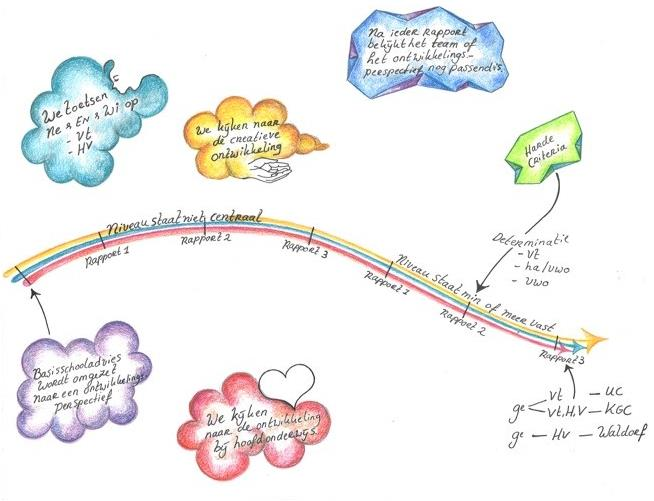 Na ieder Rapport
bekijkt het team of
het ontwikkelings-
perspectief nog passend is
We toetsen
Ne & EN & Wi op
- vt
- HV
We kijken naar
de creatieve
ontwikkeling
Harde
Criteria
Niveau staat niet centraal
Rapport 1
Rapport 2
Rapport 3
Determinatie
- vt
- ha/vwo
- vwo
Niveau staat min of meer vast
Rapport 1
Rapport 2
Rapport 3
Basisschooladvies
wordt omgezet
naar een ontwikkelings-
perspectief
We kijken
naar de ontwikkeling
bij hoofdonderwijs.
vt - UC
ge vt, H, V - KGC
ge - HV - Waldorf